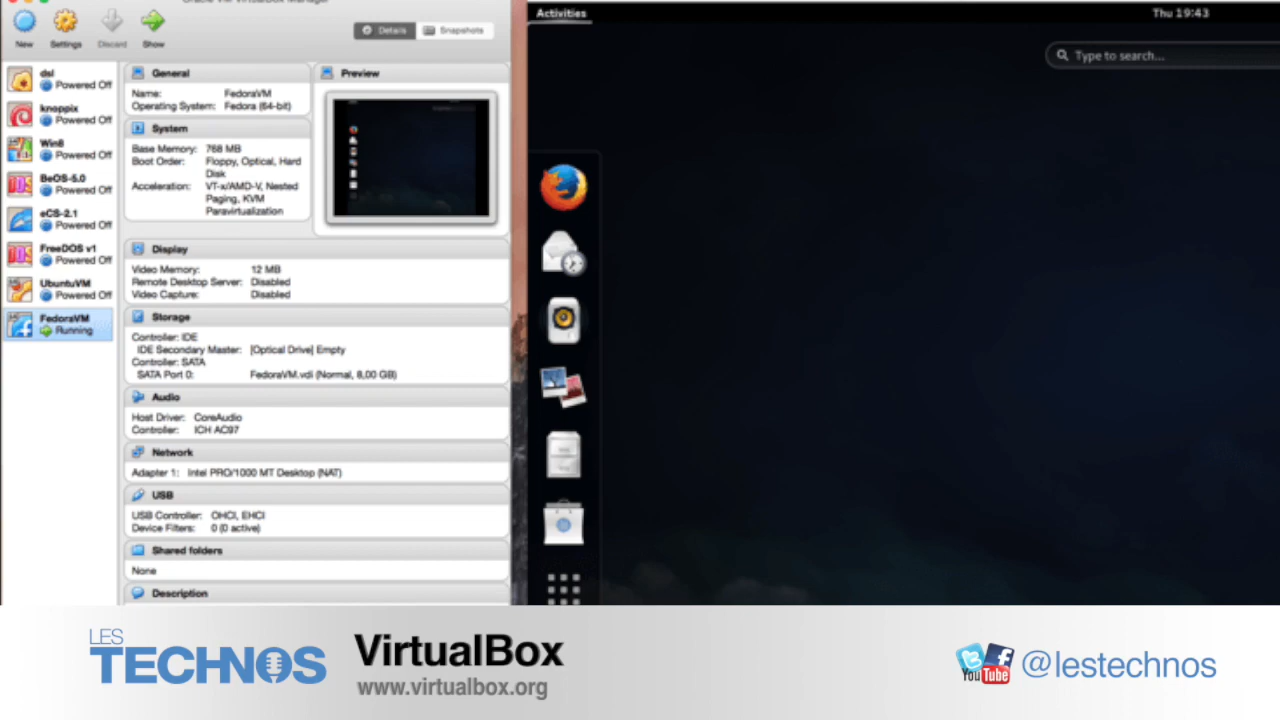 Oracle VM VirtualBox Manager
New
Settings
Discard
Show
Details
Snapshots
dsl
Powered Off
knoppix
Powered Off
Win8
Powered Off
BeOS-5.0
Powered Off
eCS-2.1
Powered Off
FreeDOS v1
Powered Off
UbuntuVM
Powered Off
FedoraVM
Running
General
Name: FedoraVM
Operating System: Fedora (64-bit)
System
Base Memory: 768 MB
Boot Order: Floppy, Optical, Hard
Disk
Acceleration: VT-x/AMD-V, Nested
Paging, KVM
Paravirtualization
Preview
Display
Video Memory: 12 MB
Remote Desktop Server: Disabled
Video Capture: Disabled
Storage
Controller: IDE
IDE Secondary Master: [Optical Drive] Empty
Controller: SATA
SATA Port 0: FedoraVM.vdi (Normal, 8,00 GB)
Audio
Host Driver: CoreAudio
Controller: ICH AC97
Network
Adapter 1: Intel PRO/1000 MT Desktop (NAT)
USB
USB Controller: OHCI, EHCI
Device Filters: 0 (0 active)
Shared folders
None
Description
Activities
Thu 19:43
Type to search...
LES
TECHNOS
VirtualBox
www.virtualbox.org
You Tube
@lestechnos